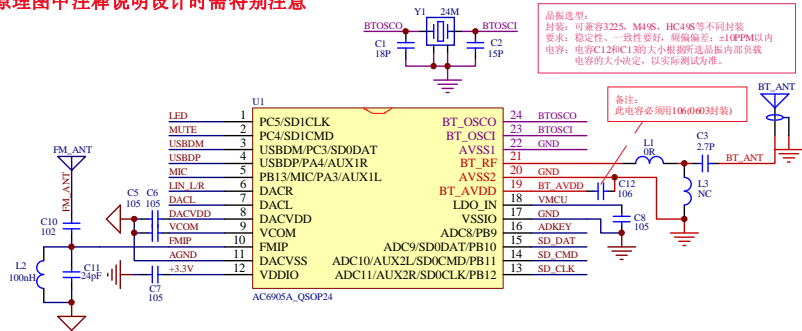 原理图中注释说明设计时需特别注意
Y1 24M
BTOSCO
BTOSCI
C1
18P
C2
15P
晶振选型:
封装: 可兼容3225, M49S, HC49S等不同封装
要求: 稳定性、一致性要好, 频偏偏差: ±10PPM以内
电容: 电容C12和C13的大小根据所选晶振内部负载
电容的大小决定, 以实际测试为准。
备注:
此电容必须用106(0603封装)
BT_ANT
U1
LED 1 PC5/SD1CLK
MUTE 2 PC4/SD1CMD
USBDM 3 USBDM/PC3/SD0DAT
USBDP 4 USBDP/PA4/AUX1R
MIC 5 PB13/MIC/PA3/AUX1L
LIN_L/R 6 DACR
DACL 7 DACL
DACVDD 8 DACVDD
VCOM 9 VCOM
FMIP 10 FMIP
AGND 11 DACVSS
+3.3V 12 VDDIO
BT_OSCO 24 BTOSCO
BT_OSCI 23 BTOSCI
AVSS1 22 GND
BT_RF 21
AVSS2 20 GND
BT_AVDD 19 BT_AVDD
LDO_IN 18 VMCU
VSSIO 17 GND
ADC8/PB9 16 ADKEY
ADC9/SD0DAT/PB10 15 SD_DAT
ADC10/AUX2L/SD0CMD/PB11 14 SD_CMD
ADC11/AUX2R/SD0CLK/PB12 13 SD_CLK
AC6905A_QSOP24
FM_ANT
FM_ANT
C10
102
C5
105
C6
105
L2
100nH
C11
24pF
C7
105
L1
0R
C3
2.7P
BT_ANT
L3
NC
C12
106
C8
105